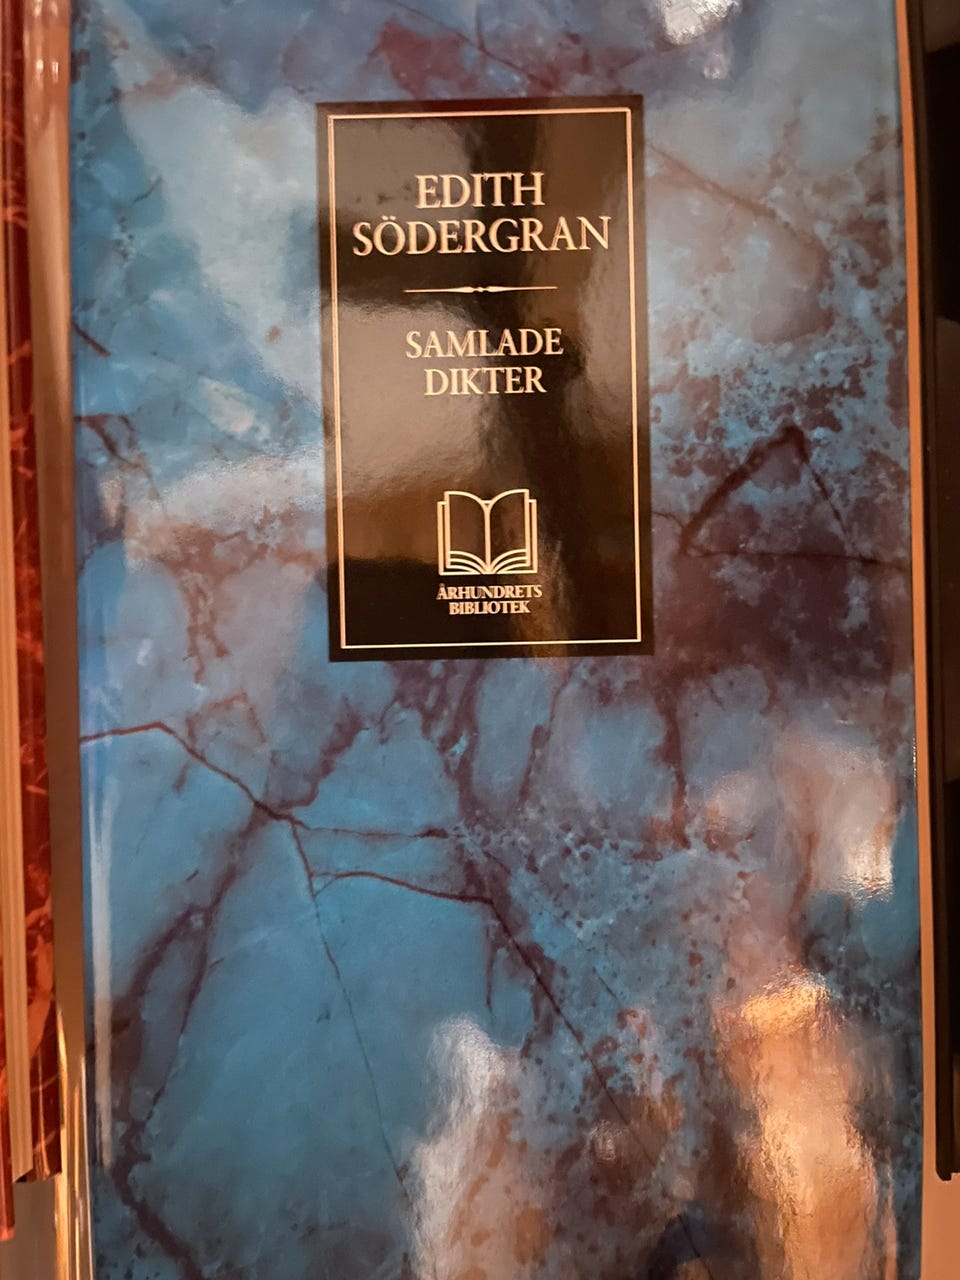 EDITH
SÖDERGRAN
SAMLADE
DIKTER
ÅRHUNDRETS
BIBLIOTEK